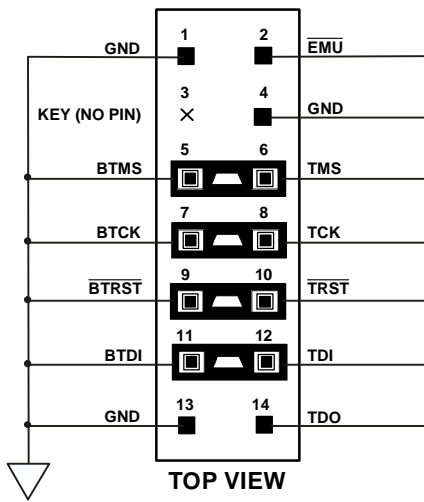 1 2
GND EMU
3 4
KEY (NO PIN) GND
5 6
BTMS TMS
7 8
BTCK TCK
9 10
BTRST TRST
11 12
BTDI TDI
13 14
GND TDO
TOP VIEW